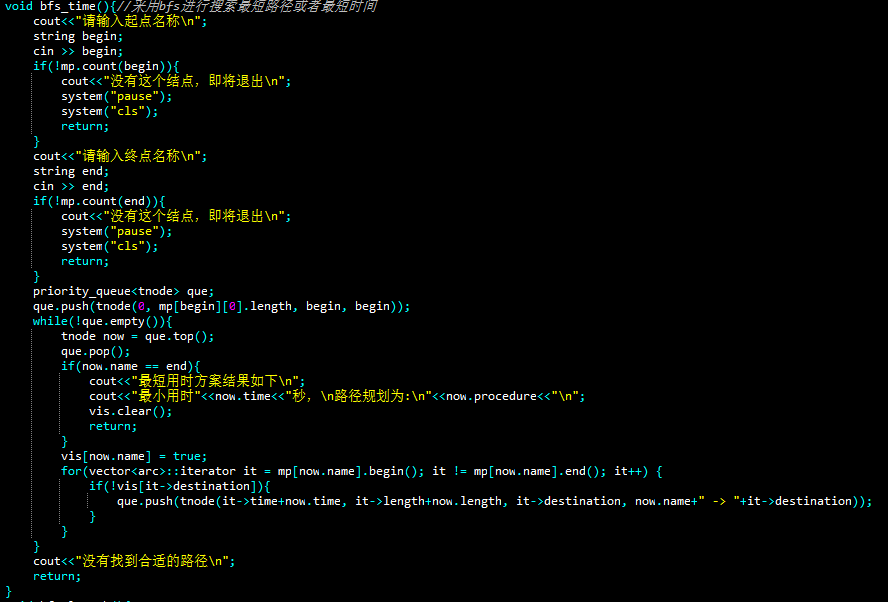 void bfs_time(){//采用bfs进行搜索最短路径或者最短时间
    cout<<"请输入起点名称\n";
    string begin;
    cin >> begin;
    if(!mp.count(begin)){
        cout<<"没有这个结点，即将退出\n";
        system("pause");
        system("cls");
        return;
    }
    cout<<"请输入终点名称\n";
    string end;
    cin >> end;
    if(!mp.count(end)){
        cout<<"没有这个结点，即将退出\n";
        system("pause");
        system("cls");
        return;
    }
    priority_queue<tnode> que;
    que.push(tnode(0, mp[begin][0].length, begin, begin));
    while(!que.empty()){
        tnode now = que.top();
        que.pop();
        if(now.name == end){
            cout<<"最短用时方案结果如下\n";
            cout<<"最小用时"<<now.time<<"秒，\n路径规划为:\n"<<now.procedure<<"\n";
            vis.clear();
            return;
        }
        vis[now.name] = true;
        for(vector<arc>::iterator it = mp[now.name].begin(); it != mp[now.name].end(); it++) {
            if(!vis[it->destination]){
                que.push(tnode(it->time+now.time, it->length+now.length, it->destination, now.name+" -> "+it->destination));
            }
        }
    }
    cout<<"没有找到合适的路径\n";
    return;
}